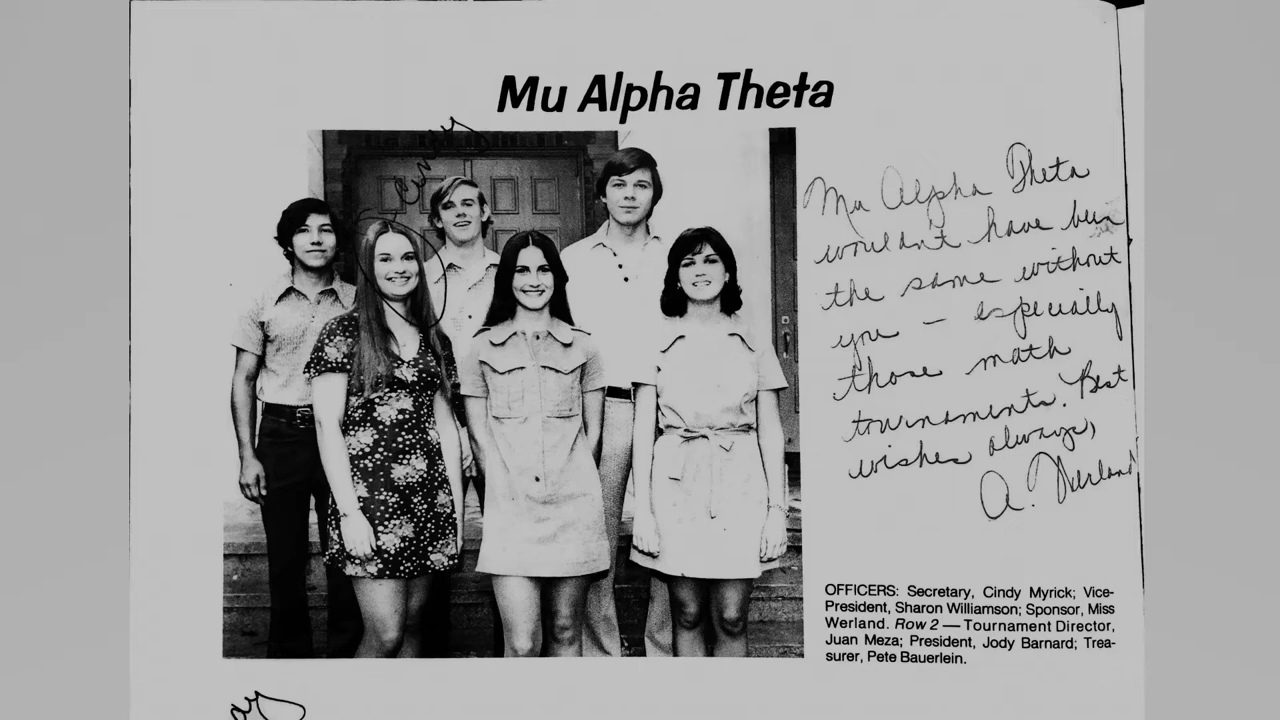 Mu Alpha Theta
Mu Alpha Theta
wouldn't have been
the same without
you — especially
those math
tournaments. Best
wishes always,
A. Werland
OFFICERS: Secretary, Cindy Myrick; Vice-
President, Sharon Williamson; Sponsor, Miss
Werland. Row 2 — Tournament Director,
Juan Meza; President, Jody Barnard; Trea-
surer, Pete Bauerlein.